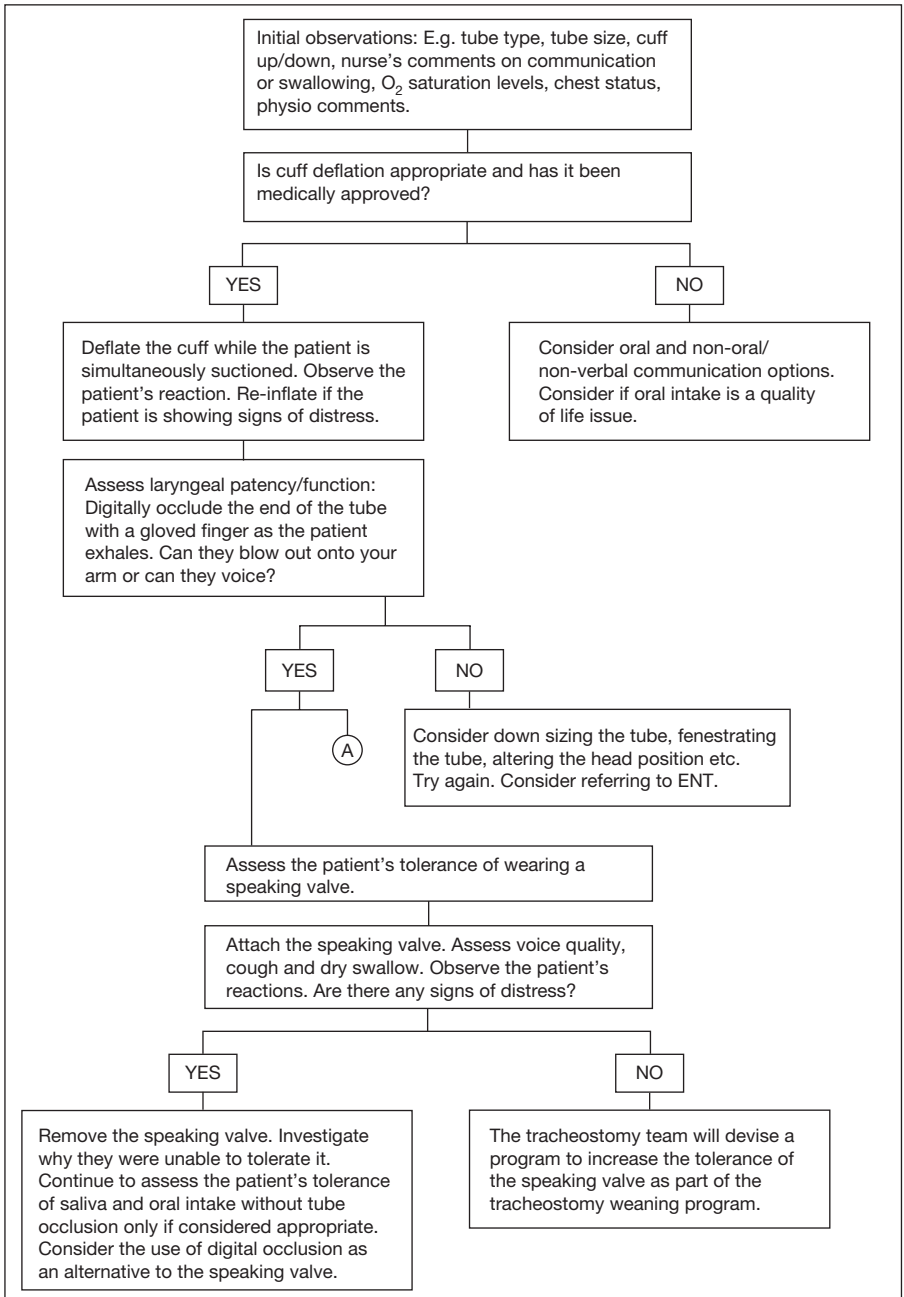 Initial observations: E.g. tube type, tube size, cuff
up/down, nurse's comments on communication
or swallowing, O₂ saturation levels, chest status,
physio comments.
Is cuff deflation appropriate and has it been
medically approved?
YES
NO
Deflate the cuff while the patient is
simultaneously suctioned. Observe the
patient's reaction. Re-inflate if the
patient is showing signs of distress.
Consider oral and non-oral/
non-verbal communication options.
Consider if oral intake is a quality
of life issue.
Assess laryngeal patency/function:
Digitally occlude the end of the tube
with a gloved finger as the patient
exhales. Can they blow out onto your
arm or can they voice?
YES
NO
A
Consider down sizing the tube, fenestrating
the tube, altering the head position etc.
Try again. Consider referring to ENT.
Assess the patient's tolerance of wearing a
speaking valve.
Attach the speaking valve. Assess voice quality,
cough and dry swallow. Observe the patient's
reactions. Are there any signs of distress?
YES
NO
Remove the speaking valve. Investigate
why they were unable to tolerate it.
Continue to assess the patient's tolerance
of saliva and oral intake without tube
occlusion only if considered appropriate.
Consider the use of digital occlusion as
an alternative to the speaking valve.
The tracheostomy team will devise a
program to increase the tolerance of
the speaking valve as part of the
tracheostomy weaning program.